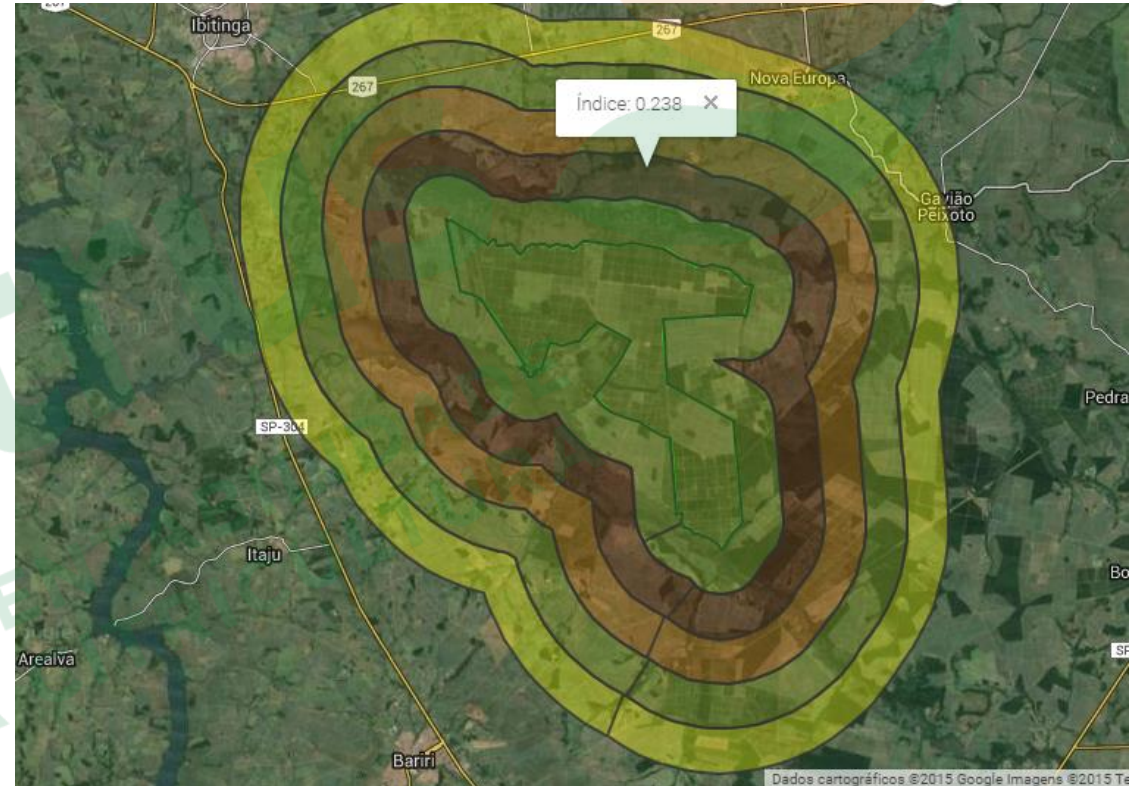 267
Ibitinga
267
267
Nova Europa
Índice: 0.238 ×
Gavião
Peixoto
Pedra
SP-304
Itaju
Bo
SP
Arealva
Bariri
Dados cartográficos ©2015 Google Imagens ©2015 Te